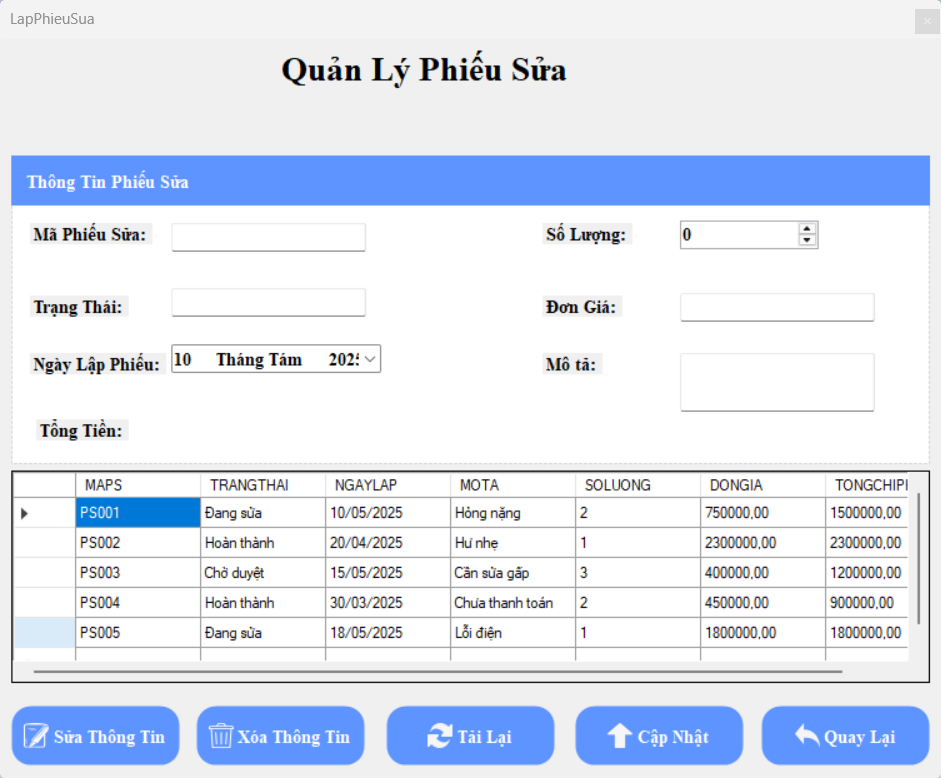 LapPhieuSua
Quản Lý Phiếu Sửa
Thông Tin Phiếu Sửa
Mã Phiếu Sửa:
Số Lượng: 0
Trạng Thái:
Đơn Giá:
Ngày Lập Phiếu: 10 Tháng Tám 2025
Mô tả:
Tổng Tiền:
MAPS TRANGTHAI NGAYLAP MOTA SOLUONG DONGIA TONGCHIPI
PS001 Đang sửa 10/05/2025 Hỏng nặng 2 750000,00 1500000,00
PS002 Hoàn thành 20/04/2025 Hư nhẹ 1 2300000,00 2300000,00
PS003 Chờ duyệt 15/05/2025 Cần sửa gấp 3 400000,00 1200000,00
PS004 Hoàn thành 30/03/2025 Chưa thanh toán 2 450000,00 900000,00
PS005 Đang sửa 18/05/2025 Lỗi điện 1 1800000,00 1800000,00
Sửa Thông Tin Xóa Thông Tin Tải Lại Cập Nhật Quay Lại